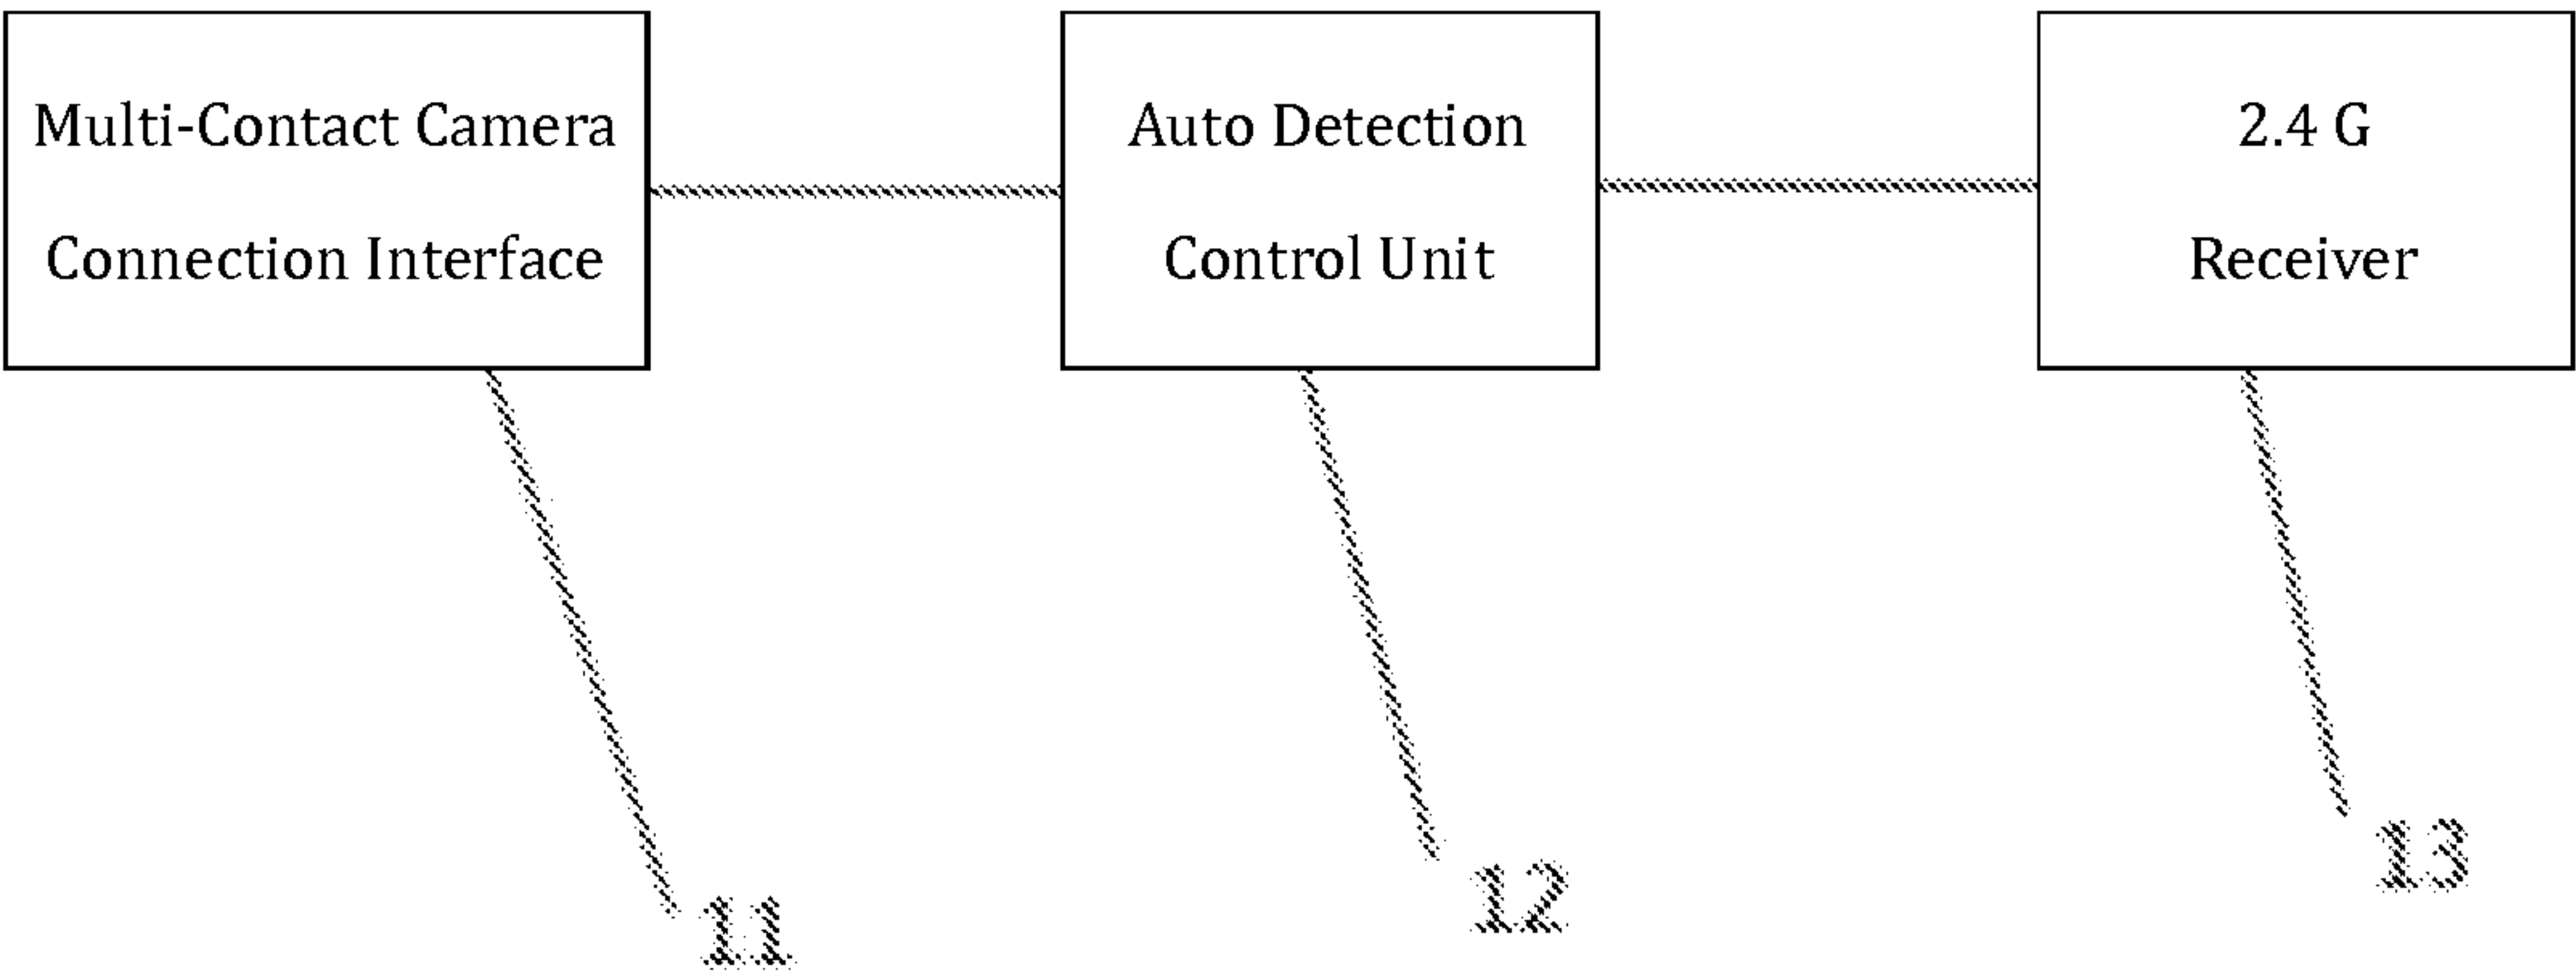 Multi-Contact Camera
Connection Interface
Auto Detection
Control Unit
2.4 G
Receiver
11
12
13